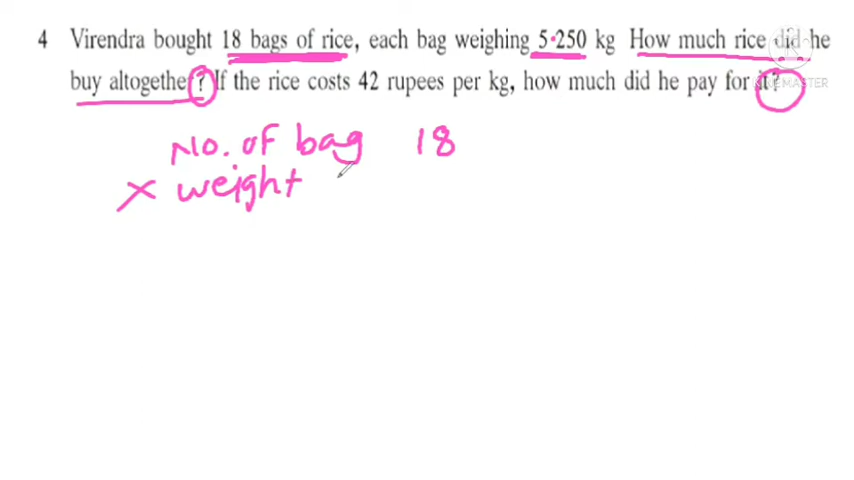 4 Virendra bought 18 bags of rice, each bag weighing 5·250 kg How much rice did he
buy altogether? If the rice costs 42 rupees per kg, how much did he pay for it?
No. of bag 18
× weight